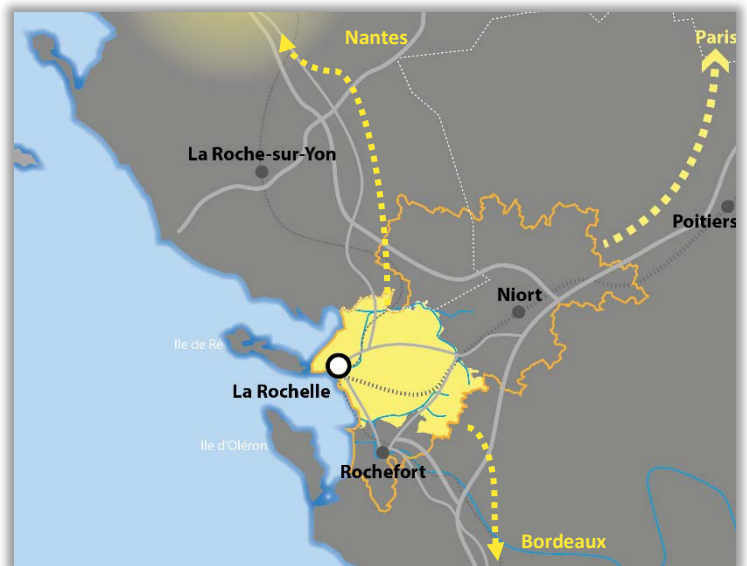 Nantes
Paris
La Roche-sur-Yon
Poitiers
Niort
Ile de Ré
La Rochelle
Ile d'Oléron
Rochefort
Bordeaux